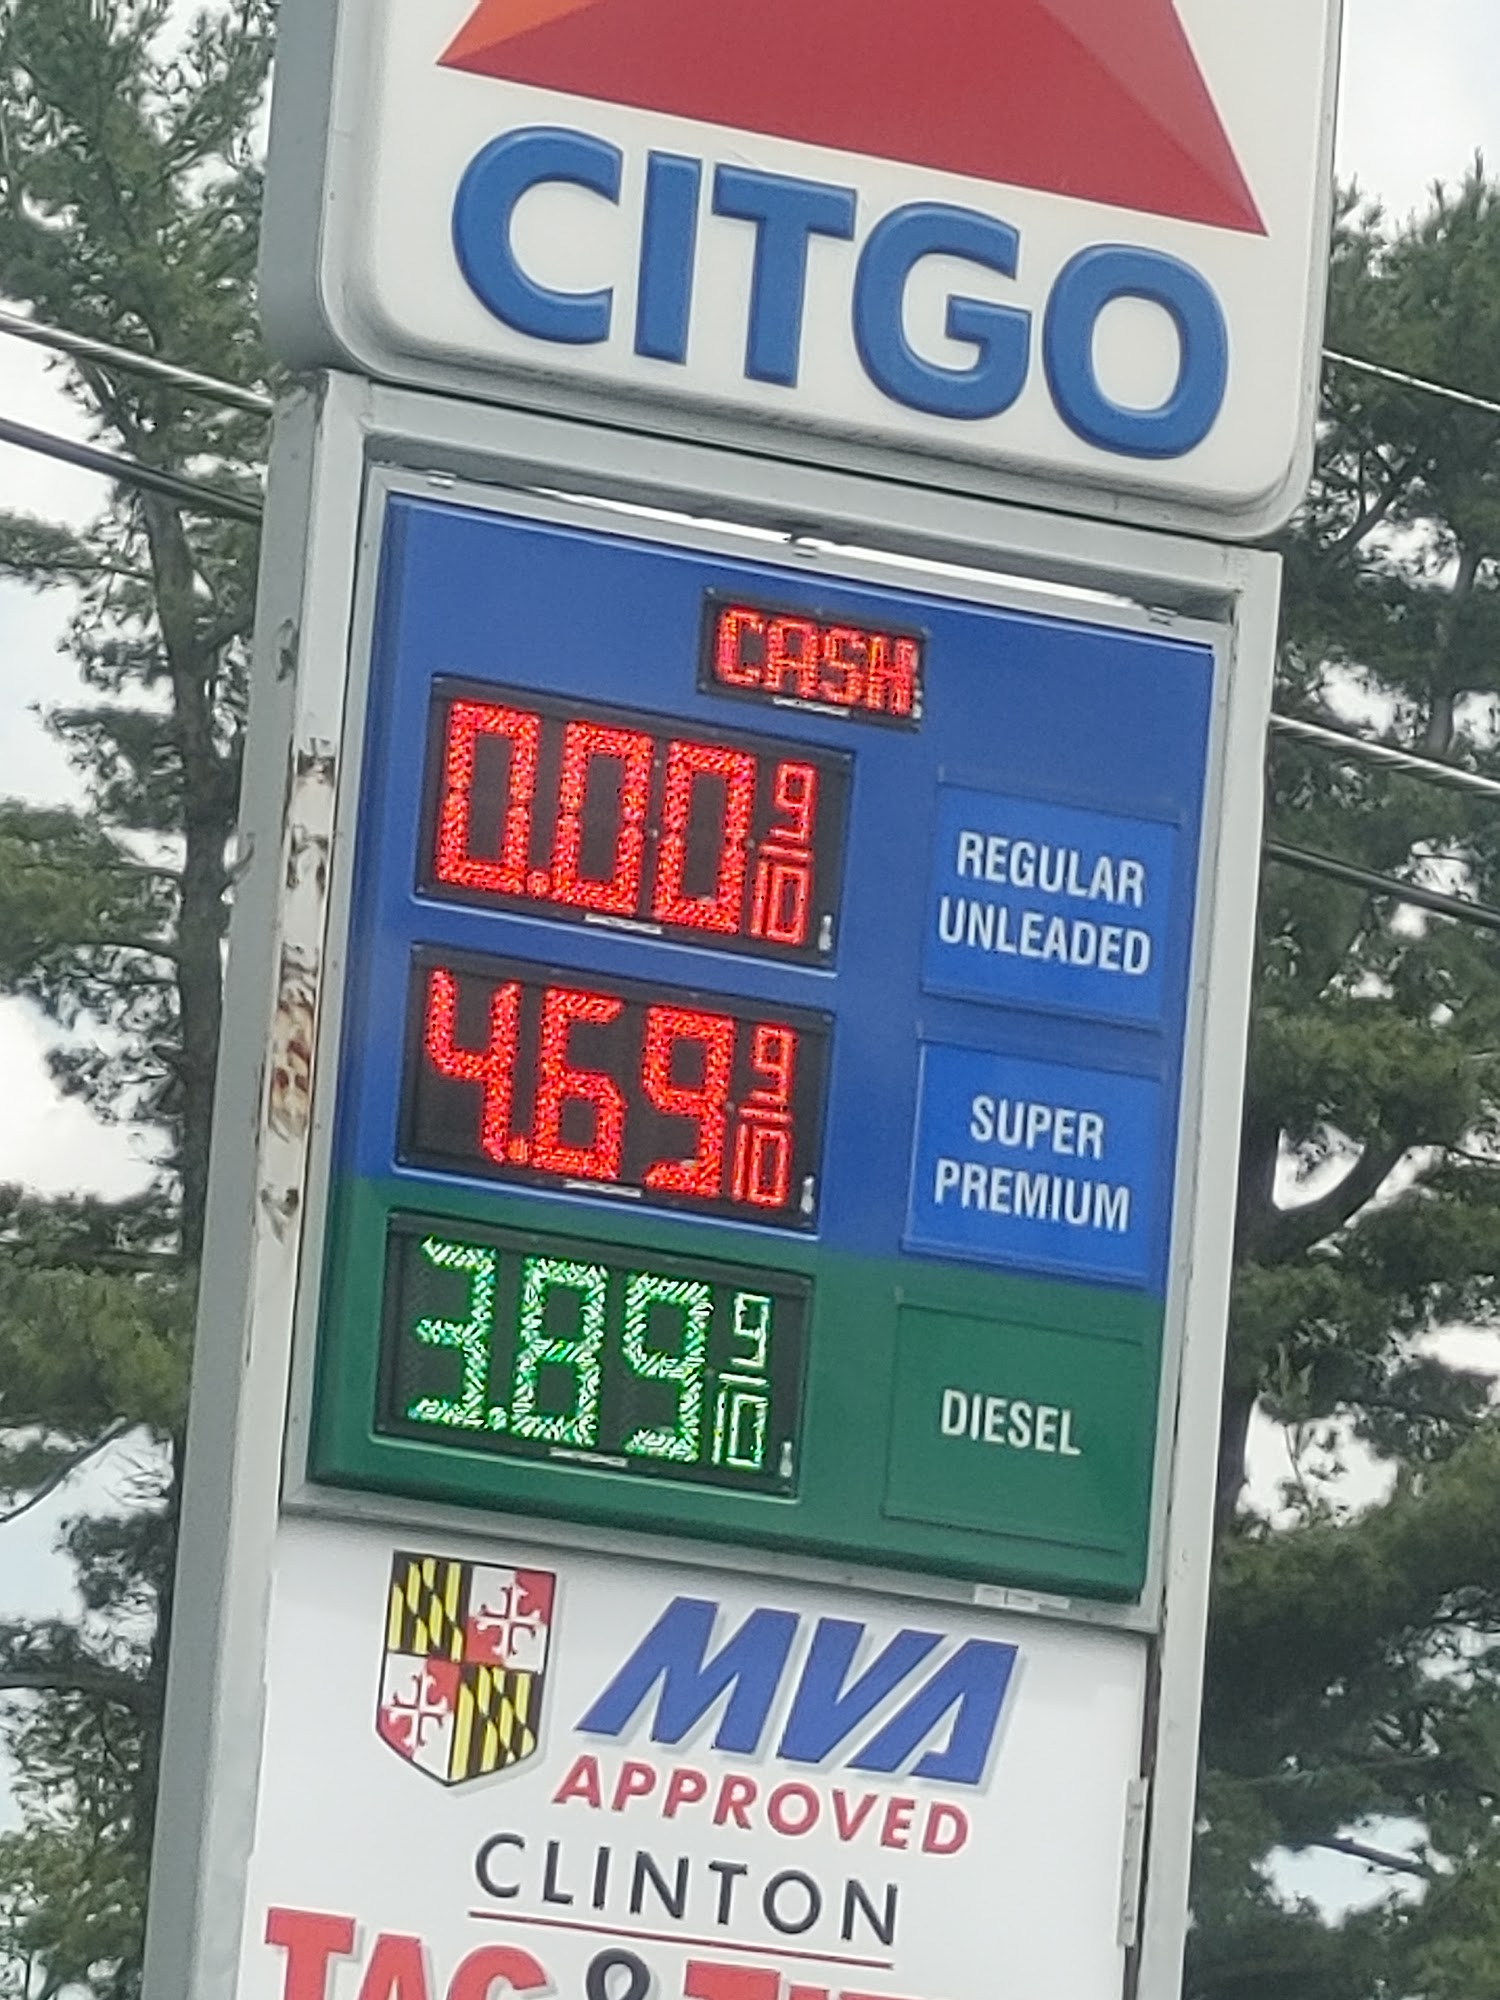 CITGO
CASH
0.00 9/10
REGULAR
UNLEADED
4.69 9/10
SUPER
PREMIUM
3.89 9/10
DIESEL
MVA
APPROVED
CLINTON
TAG &